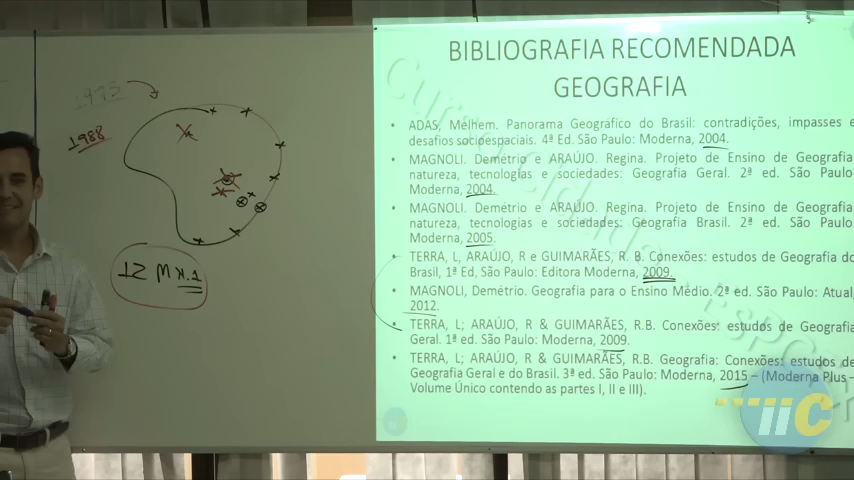 1993
1988
12 M x.1
BIBLIOGRAFIA RECOMENDADA
GEOGRAFIA
• ADAS, Melhem. Panorama Geográfico do Brasil: contradições, impasses e
desafios socioespaciais. 4ª Ed. São Paulo: Moderna, 2004.
• MAGNOLI. Demétrio e ARAÚJO. Regina. Projeto de Ensino de Geografia
natureza, tecnologias e sociedades: Geografia Geral. 2ª ed. São Paulo
Moderna, 2004.
• MAGNOLI. Demétrio e ARAÚJO. Regina. Projeto de Ensino de Geografia
natureza, tecnologias e sociedades: Geografia Brasil. 2ª ed. São Paulo
Moderna, 2005.
• TERRA, L, ARAÚJO, R e GUIMARÃES, R. B. Conexões: estudos de Geografia do
Brasil, 1ª Ed, São Paulo: Editora Moderna, 2009.
• MAGNOLI, Demétrio. Geografia para o Ensino Médio. 2ª ed. São Paulo: Atual,
2012.
• TERRA, L; ARAÚJO, R & GUIMARÃES, R.B. Conexões: estudos de Geografia
Geral. 1ª ed. São Paulo: Moderna, 2009.
• TERRA, L; ARAÚJO, R & GUIMARÃES, R.B. Geografia: Conexões: estudos de
Geografia Geral e do Brasil. 3ª ed. São Paulo: Moderna, 2015 – (Moderna Plus –
Volume Único contendo as partes I, II e III).
iiC